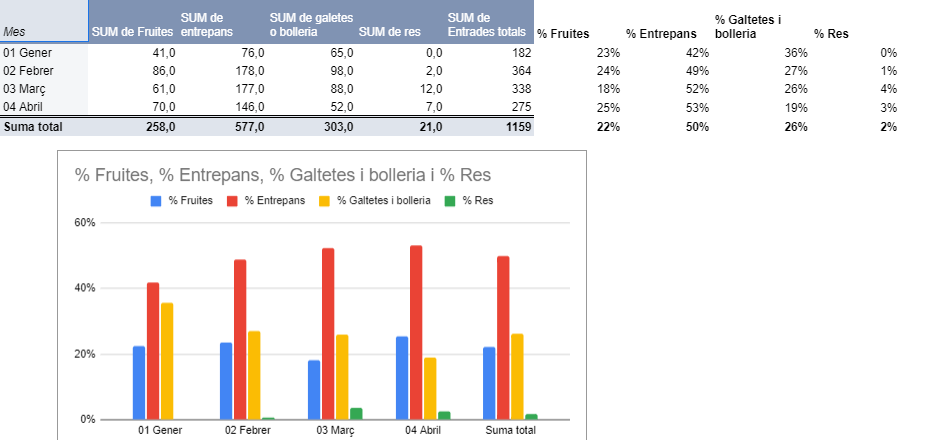 Mes SUM de Fruites SUM de entrepans SUM de galetes o bolleria SUM de res SUM de Entrades totals % Fruites % Entrepans % Galtetes i bolleria % Res
01 Gener 41,0 76,0 65,0 0,0 182 23% 42% 36% 0%
02 Febrer 86,0 178,0 98,0 2,0 364 24% 49% 27% 1%
03 Març 61,0 177,0 88,0 12,0 338 18% 52% 26% 4%
04 Abril 70,0 146,0 52,0 7,0 275 25% 53% 19% 3%
Suma total 258,0 577,0 303,0 21,0 1159 22% 50% 26% 2%
% Fruites, % Entrepans, % Galtetes i bolleria i % Res
% Fruites % Entrepans % Galtetes i bolleria % Res
60%
40%
20%
0%
01 Gener 02 Febrer 03 Març 04 Abril Suma total